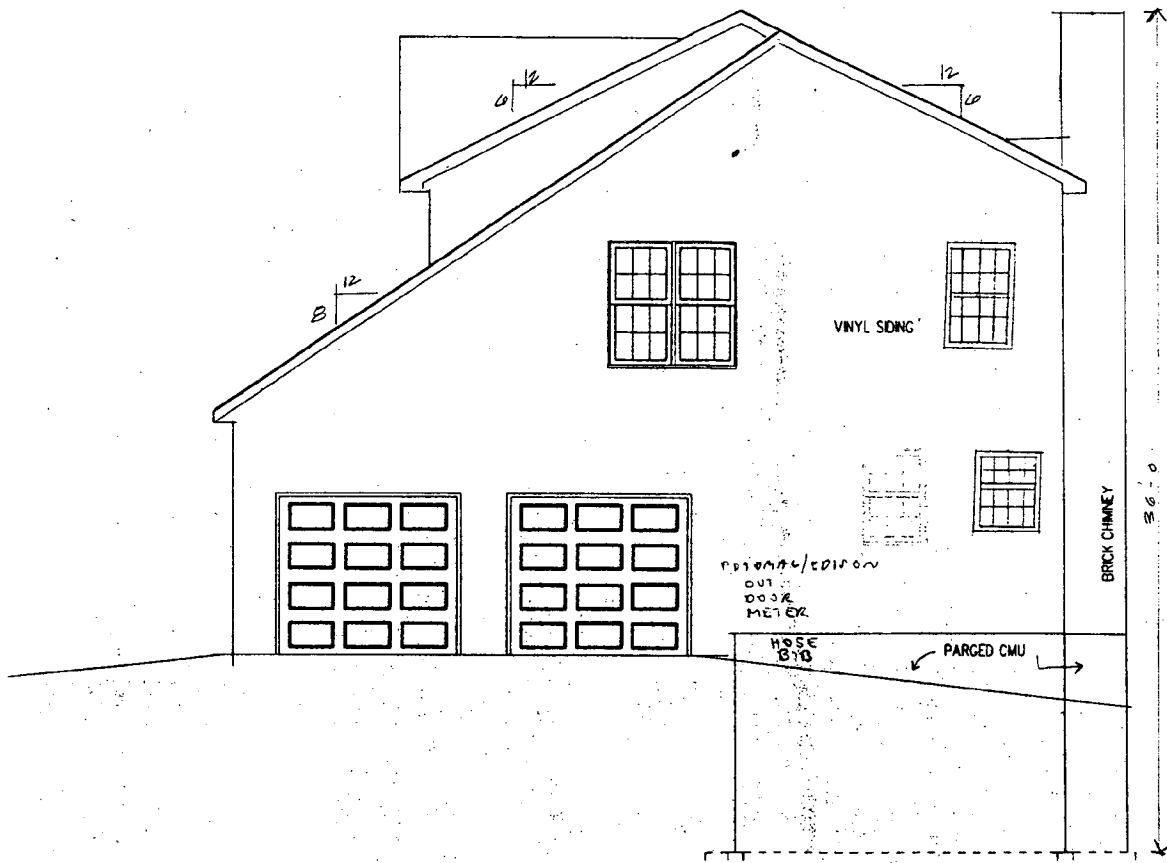 12
6
12
6
12
8
VINYL SIDING
BRICK CHIMNEY
36'0
POTOMAC/EDISON
OUT
DOOR
METER
HOSE
BIB
PARGED CMU